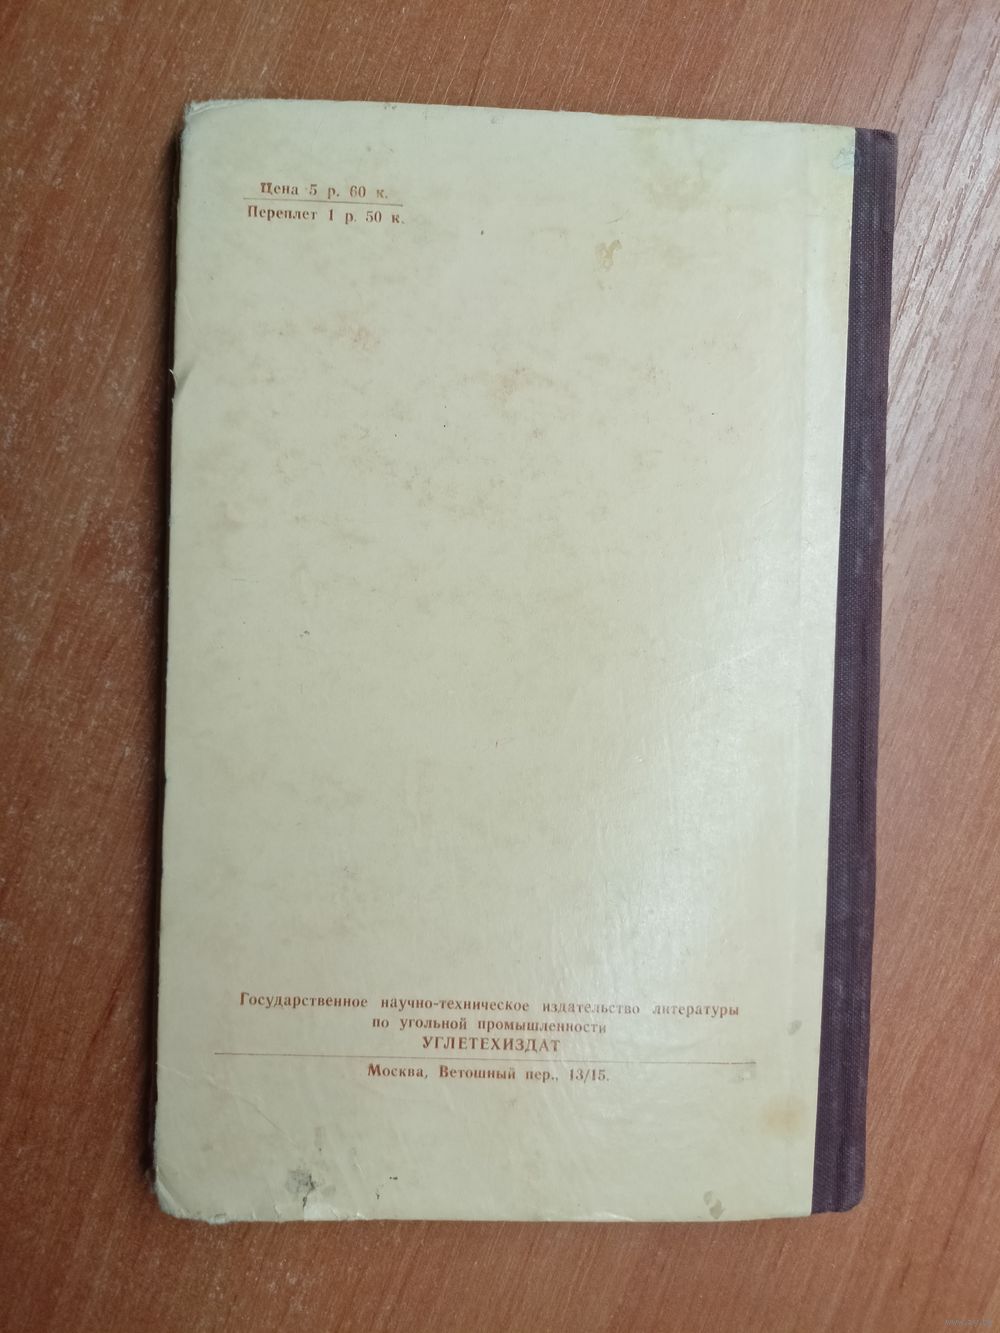 Цена 5 р. 60 к.
Переплет 1 р. 50 к.
Государственное научно-техническое издательство литературы
по угольной промышленности
УГЛЕТЕХИЗДАТ
Москва, Ветошный пер., 13/15.